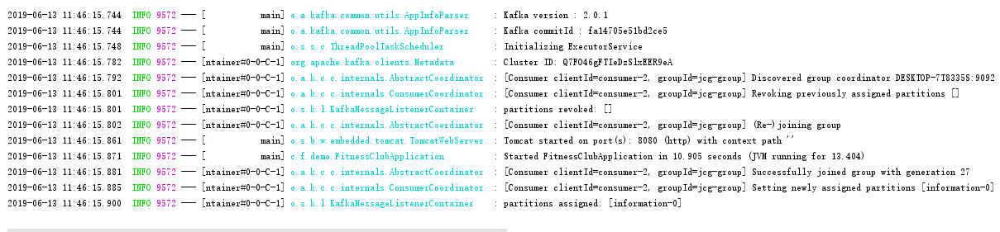 2019-06-13 11:46:15.744 INFO 9572 --- [ main] o.a.kafka.common.utils.AppInfoParser : Kafka version : 2.0.1
2019-06-13 11:46:15.744 INFO 9572 --- [ main] o.a.kafka.common.utils.AppInfoParser : Kafka commitId : fa14705e51bd2ce5
2019-06-13 11:46:15.748 INFO 9572 --- [ main] o.s.s.c.ThreadPoolTaskScheduler : Initializing ExecutorService
2019-06-13 11:46:15.782 INFO 9572 --- [ntainer#0-0-C-1] org.apache.kafka.clients.Metadata : Cluster ID: Q7FO46gFTIeDzSlxEER9eA
2019-06-13 11:46:15.792 INFO 9572 --- [ntainer#0-0-C-1] o.a.k.c.c.internals.AbstractCoordinator : [Consumer clientId=consumer-2, groupId=jcg-group] Discovered group coordinator DESKTOP-7T8335S:9092
2019-06-13 11:46:15.801 INFO 9572 --- [ntainer#0-0-C-1] o.a.k.c.c.internals.ConsumerCoordinator : [Consumer clientId=consumer-2, groupId=jcg-group] Revoking previously assigned partitions []
2019-06-13 11:46:15.801 INFO 9572 --- [ntainer#0-0-C-1] o.s.k.l.KafkaMessageListenerContainer : partitions revoked: []
2019-06-13 11:46:15.802 INFO 9572 --- [ntainer#0-0-C-1] o.a.k.c.c.internals.AbstractCoordinator : [Consumer clientId=consumer-2, groupId=jcg-group] (Re-)joining group
2019-06-13 11:46:15.861 INFO 9572 --- [ main] o.s.b.w.embedded.tomcat.TomcatWebServer : Tomcat started on port(s): 8080 (http) with context path ''
2019-06-13 11:46:15.871 INFO 9572 --- [ main] c.f.demo.FitnessClubApplication : Started FitnessClubApplication in 10.905 seconds (JVM running for 13.404)
2019-06-13 11:46:15.881 INFO 9572 --- [ntainer#0-0-C-1] o.a.k.c.c.internals.AbstractCoordinator : [Consumer clientId=consumer-2, groupId=jcg-group] Successfully joined group with generation 27
2019-06-13 11:46:15.885 INFO 9572 --- [ntainer#0-0-C-1] o.a.k.c.c.internals.ConsumerCoordinator : [Consumer clientId=consumer-2, groupId=jcg-group] Setting newly assigned partitions [information-0]
2019-06-13 11:46:15.900 INFO 9572 --- [ntainer#0-0-C-1] o.s.k.l.KafkaMessageListenerContainer : partitions assigned: [information-0]